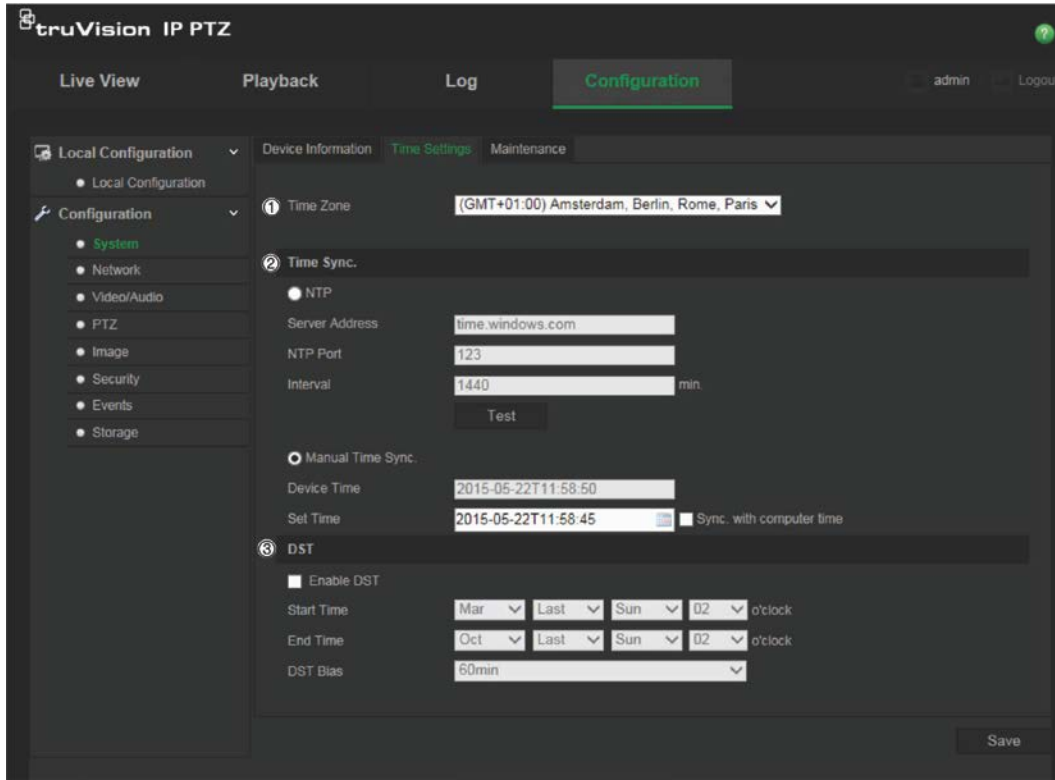 truVision IP PTZ
?
Live View Playback Log Configuration admin Logou
Local Configuration Device Information Time Settings Maintenance
Local Configuration
① Time Zone (GMT+01:00) Amsterdam, Berlin, Rome, Paris
Configuration
System
② Time Sync.
Network
NTP
Video/Audio
Server Address time.windows.com
PTZ
NTP Port 123
Image
Security
Interval 1440 min.
Events
Test
Storage
Manual Time Sync.
Device Time 2015-05-22T11:58:50
Set Time 2015-05-22T11:58:45 Sync. with computer time
③ DST
Enable DST
Start Time Mar Last Sun 02 o'clock
End Time Oct Last Sun 02 o'clock
DST Bias 60min
Save